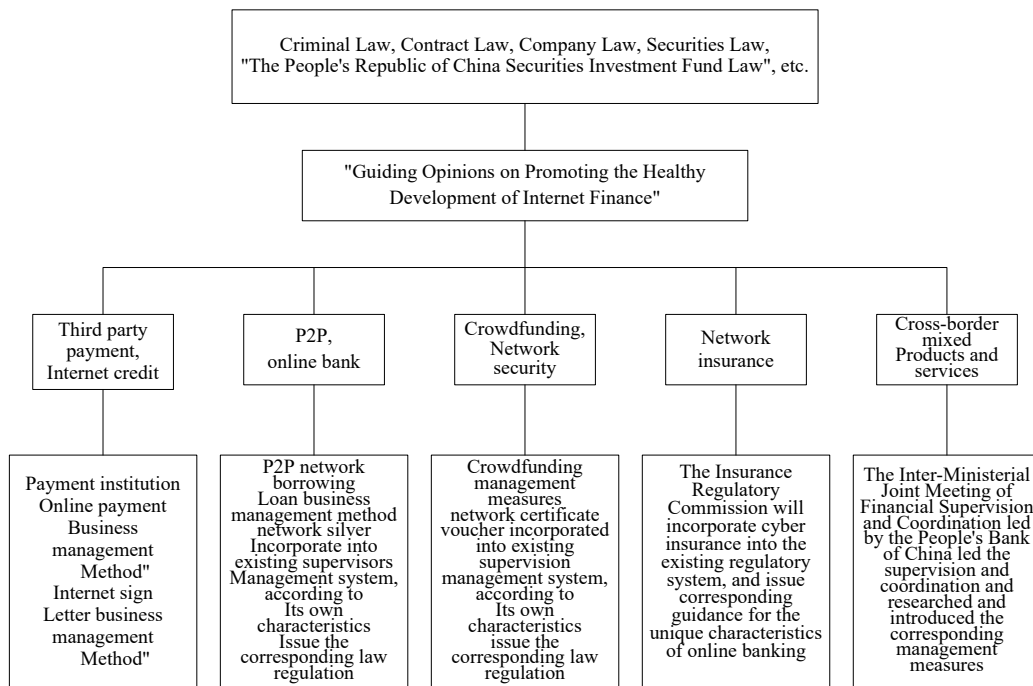 Criminal Law, Contract Law, Company Law, Securities Law,
"The People's Republic of China Securities Investment Fund Law", etc.
"Guiding Opinions on Promoting the Healthy
Development of Internet Finance"
Third party
payment,
Internet credit
P2P,
online bank
Crowdfunding,
Network
security
Network
insurance
Cross-border
mixed
Products and
services
Payment institution
Online payment
Business
management
Method"
Internet sign
Letter business
management
Method"
P2P network
borrowing
Loan business
management method
network silver
Incorporate into
existing supervisors
Management system,
according to
Its own
characteristics
Issue the
corresponding law
regulation
Crowdfunding
management
measures
network certificate
voucher incorporated
into existing
supervision
management system,
according to
Its own
characteristics
issue the
corresponding law
regulation
The Insurance
Regulatory
Commission will
incorporate cyber
insurance into the
existing regulatory
system, and issue
corresponding
guidance for the
unique characteristics
of online banking
The Inter-Ministerial
Joint Meeting of
Financial Supervision
and Coordination led
by the People's Bank
of China led the
supervision and
coordination and
researched and
introduced the
corresponding
management
measures